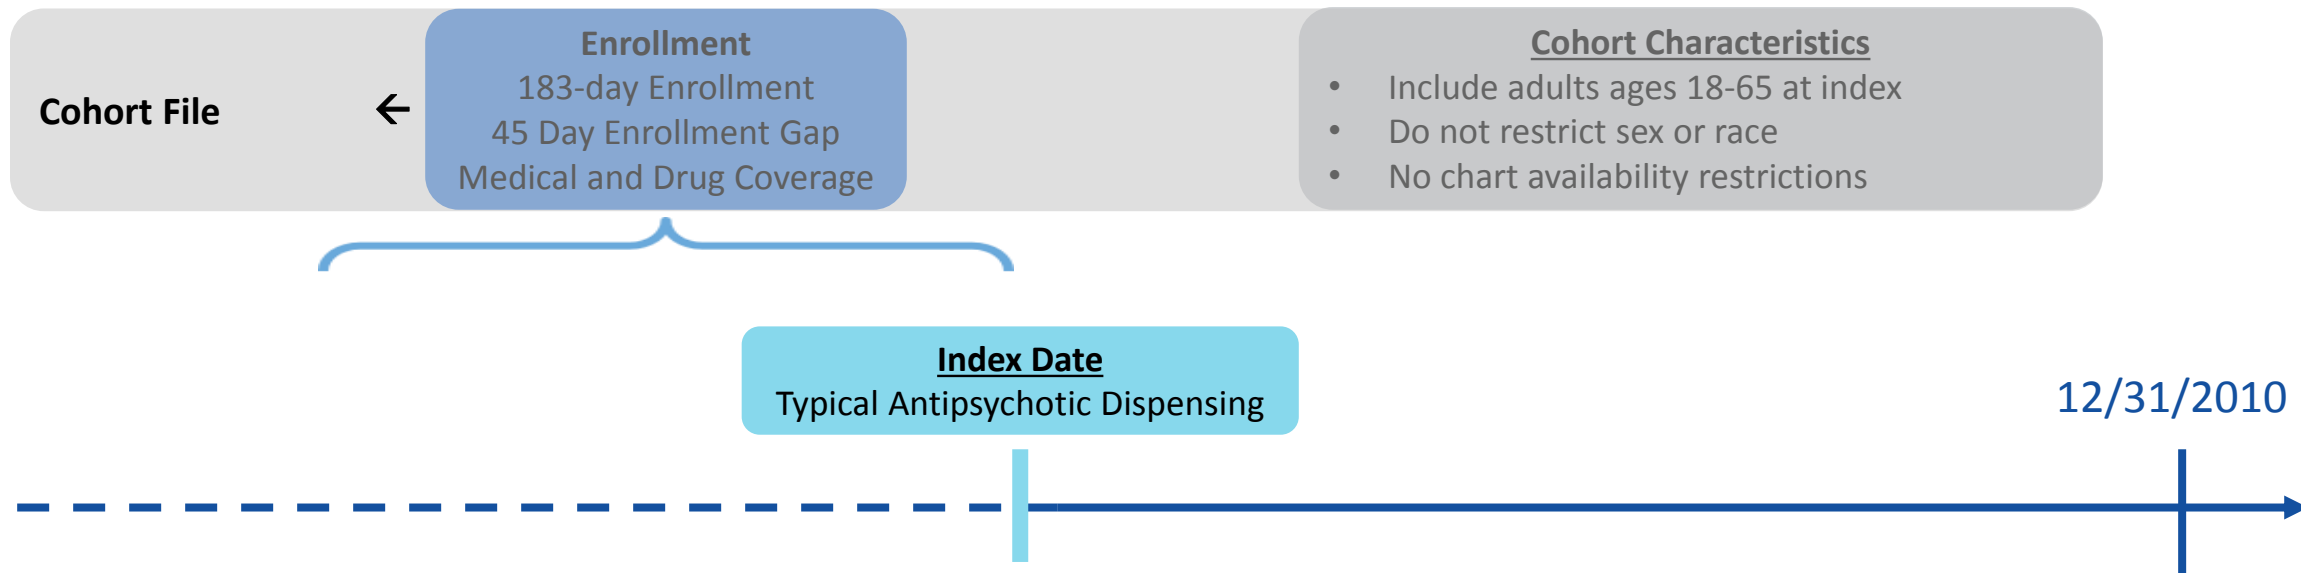 Cohort File
←
Enrollment
183-day Enrollment
45 Day Enrollment Gap
Medical and Drug Coverage
Cohort Characteristics
• Include adults ages 18-65 at index
• Do not restrict sex or race
• No chart availability restrictions
Index Date
Typical Antipsychotic Dispensing
12/31/2010